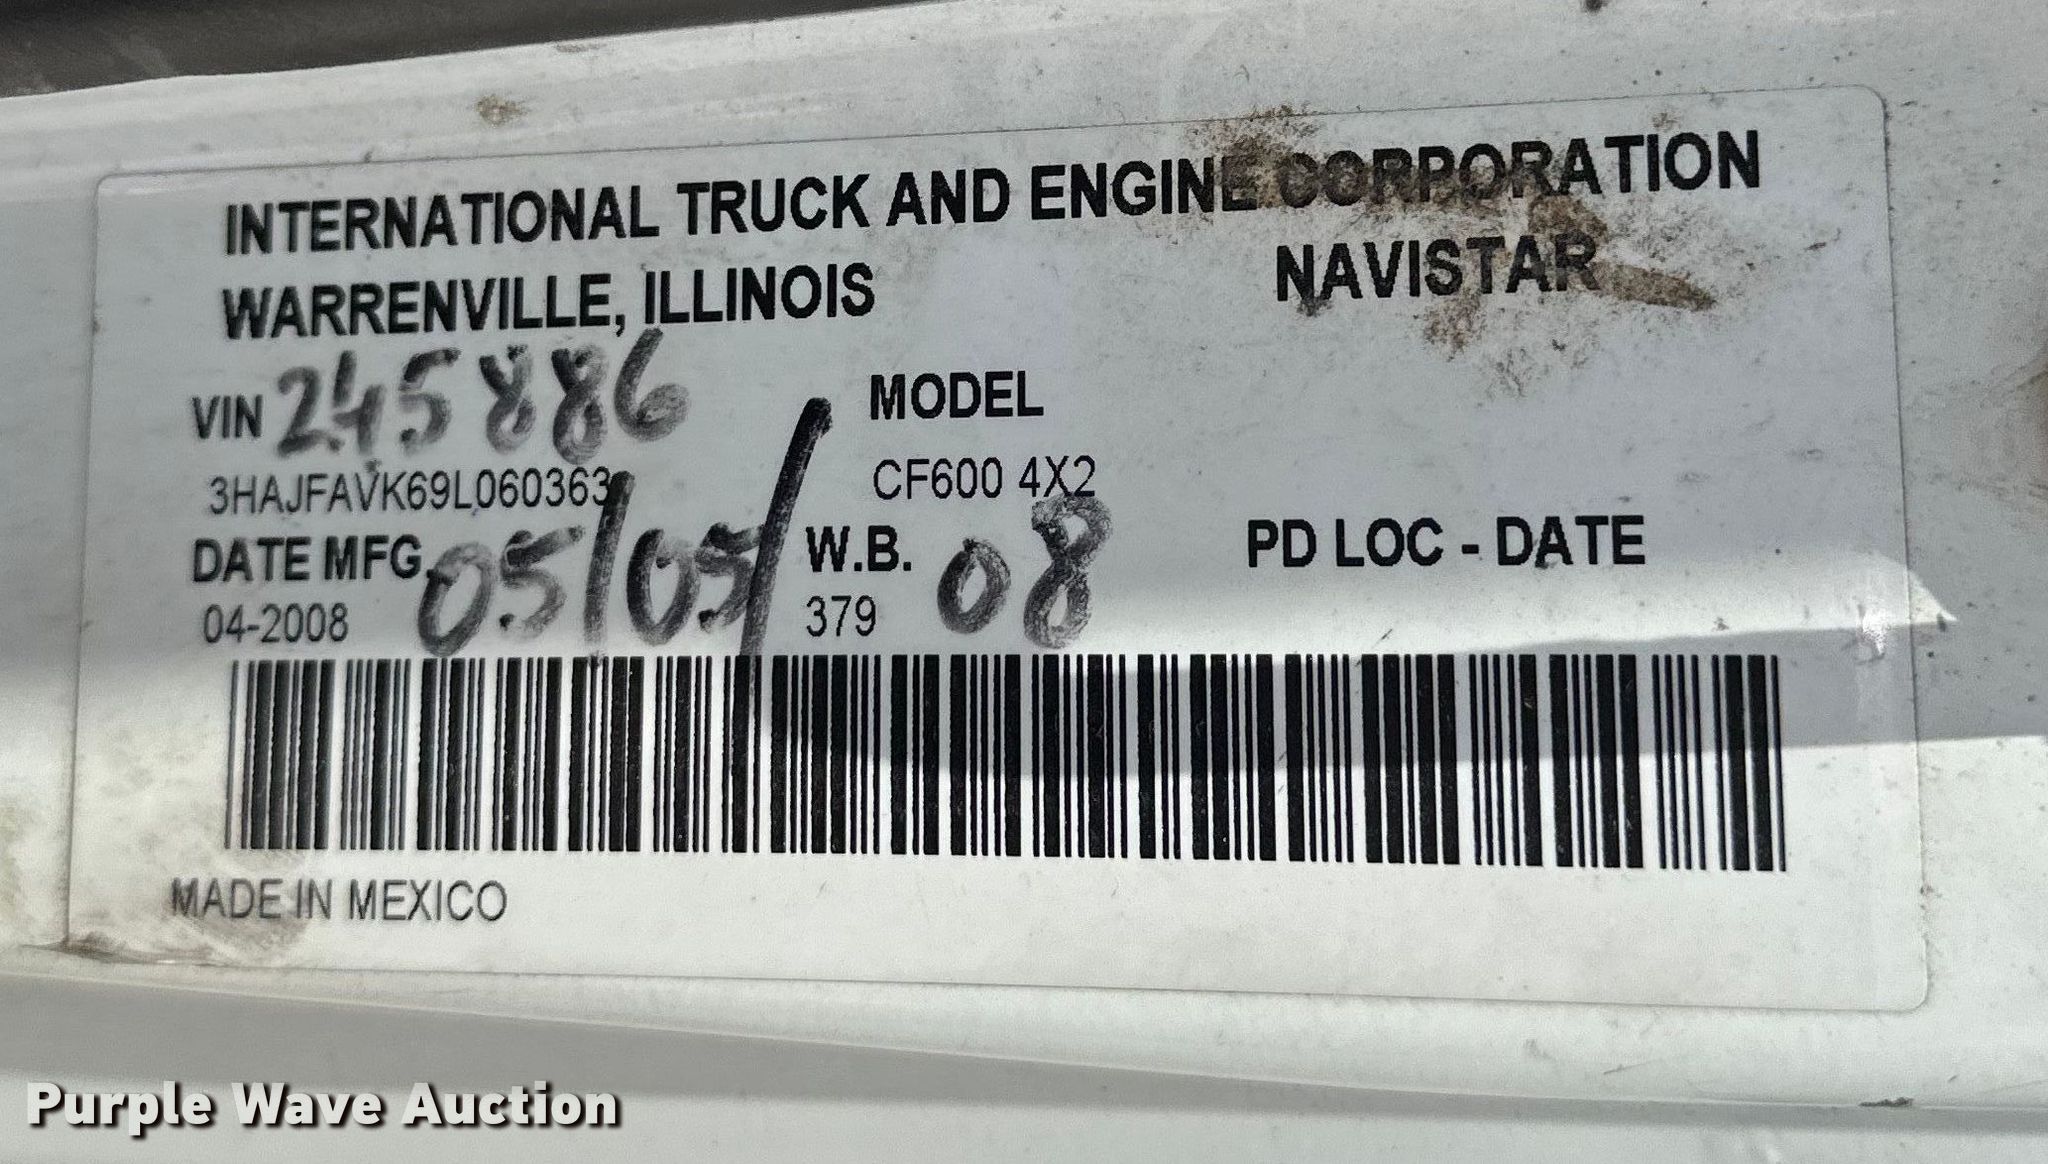 INTERNATIONAL TRUCK AND ENGINE CORPORATION
WARRENVILLE, ILLINOIS NAVISTAR
VIN 245886 MODEL
3HAJFAVK69L060363 CF600 4X2
DATE MFG. 05/05/ W.B. 08 PD LOC - DATE
04-2008 379
MADE IN MEXICO
Purple Wave Auction